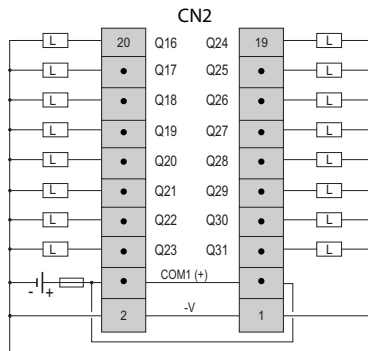 CN2
L 20 Q16 Q24 19 L
L Q17 Q25 L
L Q18 Q26 L
L Q19 Q27 L
L Q20 Q28 L
L Q21 Q29 L
L Q22 Q30 L
L Q23 Q31 L
- + COM1 (+)
2 -V 1